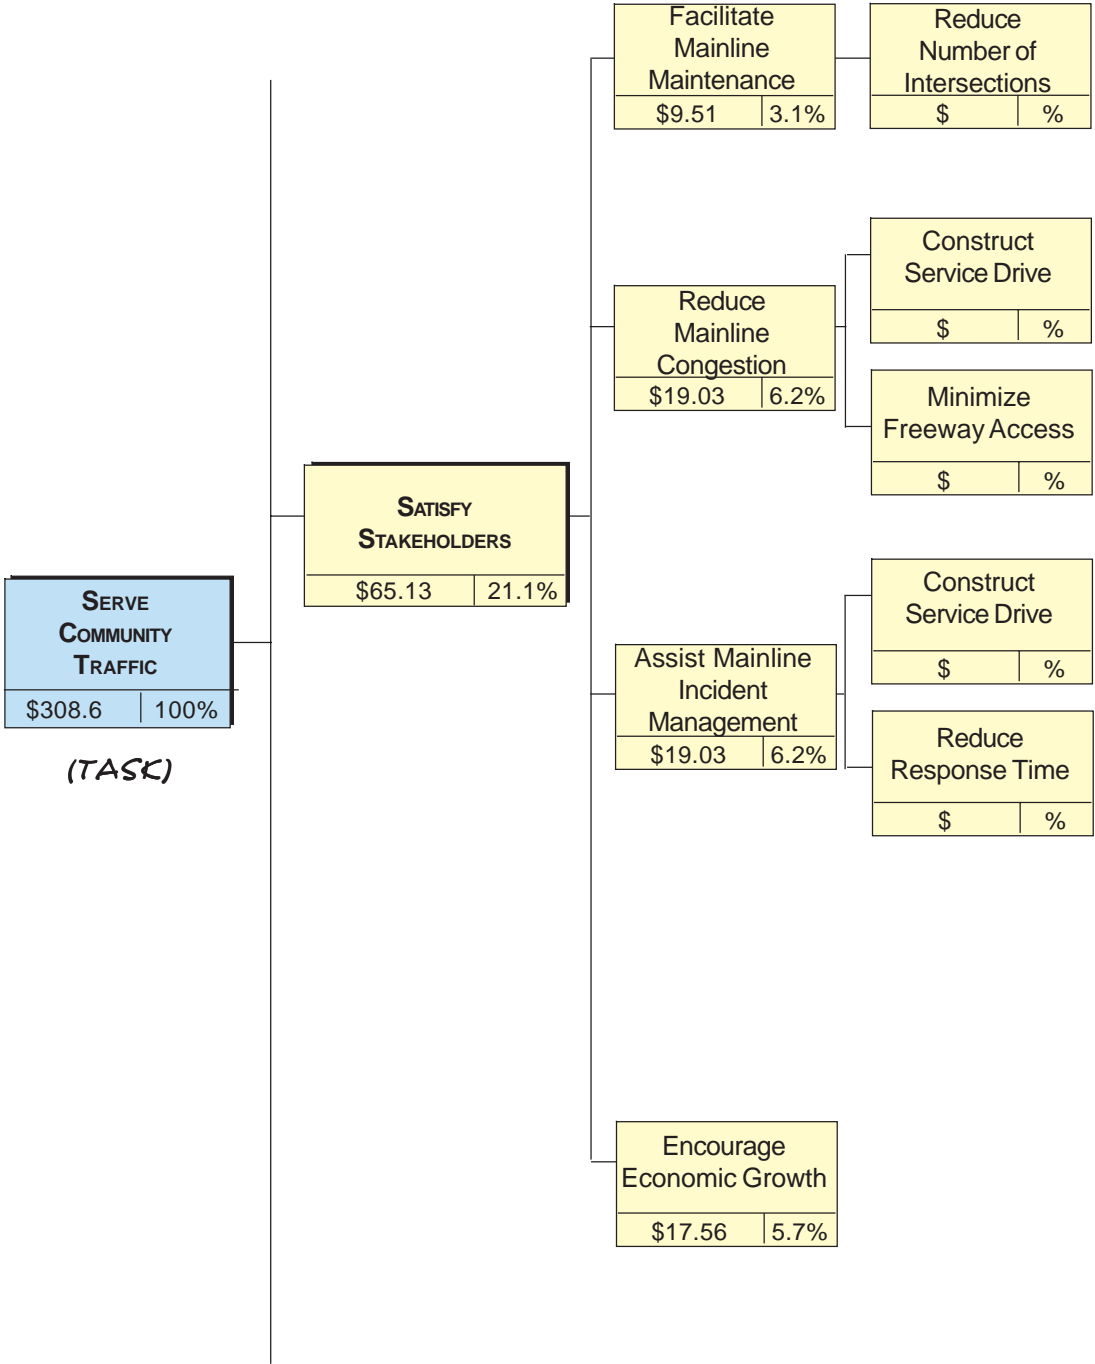 Facilitate
Mainline
Maintenance
$9.51 3.1%
Reduce
Number of
Intersections
$ %
Construct
Service Drive
$ %
Reduce
Mainline
Congestion
$19.03 6.2%
Minimize
Freeway Access
$ %
SATISFY
STAKEHOLDERS
$65.13 21.1%
SERVE
COMMUNITY
TRAFFIC
$308.6 100%
(TASK)
Construct
Service Drive
$ %
Assist Mainline
Incident
Management
$19.03 6.2%
Reduce
Response Time
$ %
Encourage
Economic Growth
$17.56 5.7%